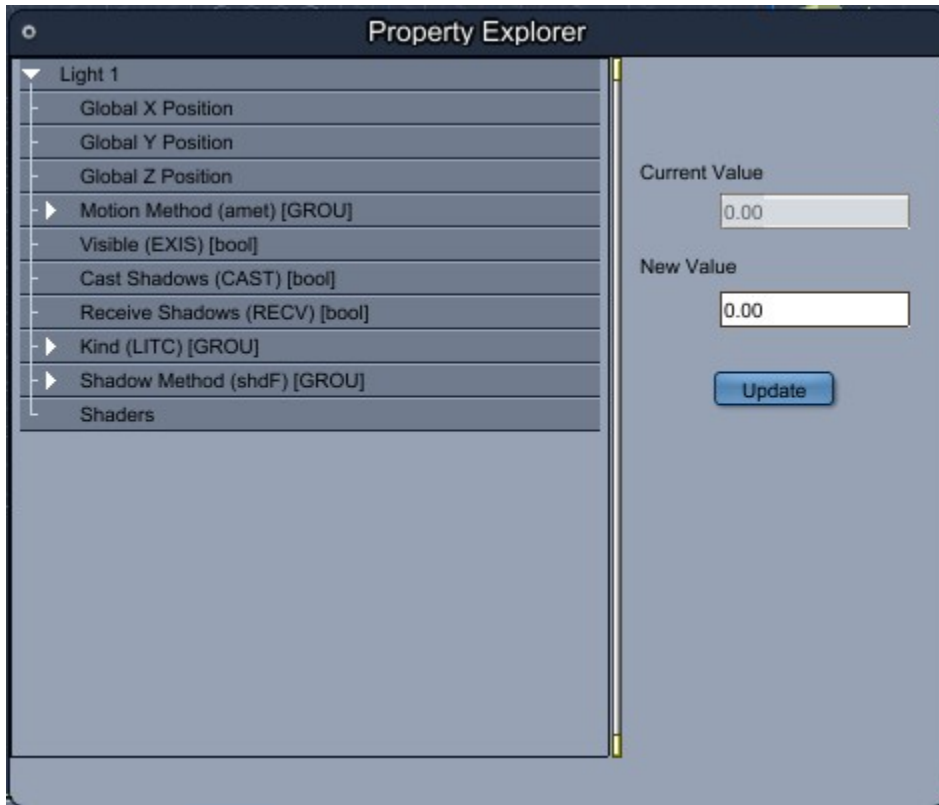 Property Explorer
Light 1
Global X Position
Global Y Position
Global Z Position
Motion Method (amet) [GROU]
Visible (EXIS) [bool]
Cast Shadows (CAST) [bool]
Receive Shadows (RECV) [bool]
Kind (LITC) [GROU]
Shadow Method (shdF) [GROU]
Shaders
Current Value
0.00
New Value
0.00
Update